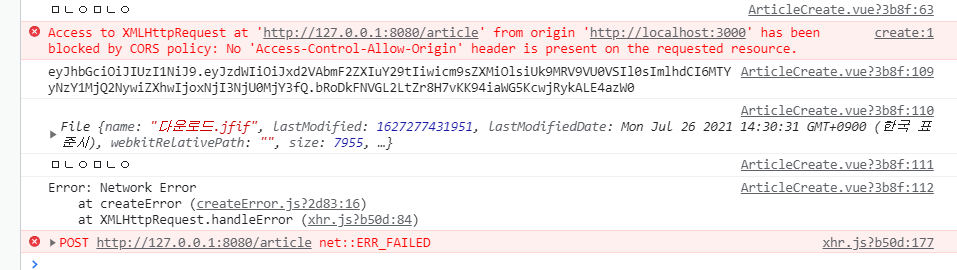 ㅁㄴㅇㅁㄴㅇ ArticleCreate.vue?3b8f:63
Access to XMLHttpRequest at 'http://127.0.0.1:8080/article' from origin 'http://localhost:3000' has been create:1
blocked by CORS policy: No 'Access-Control-Allow-Origin' header is present on the requested resource.
eyJhbGciOiJIUzI1NiJ9.eyJzdWIiOiJxd2VAbmF2ZXIuY29tIiwicm9sZXMiOlsiUk9MRV9VU0VSIl0sImlhdCI6MTY ArticleCreate.vue?3b8f:109
yNzY1MjQ2NywiZXhwIjoxNjI3NjU0MjY3fQ.bRoDkFNVGL2LtZr8H7vKK94iaWG5KcwjRykALE4azW0
ArticleCreate.vue?3b8f:110
File {name: "다운로드.jfif", lastModified: 1627277431951, lastModifiedDate: Mon Jul 26 2021 14:30:31 GMT+0900 (한국 표
준시), webkitRelativePath: "", size: 7955, …}
ㅁㄴㅇㅁㄴㅇ ArticleCreate.vue?3b8f:111
Error: Network Error ArticleCreate.vue?3b8f:112
at createError (createError.js?2d83:16)
at XMLHttpRequest.handleError (xhr.js?b50d:84)
POST http://127.0.0.1:8080/article net::ERR_FAILED xhr.js?b50d:177